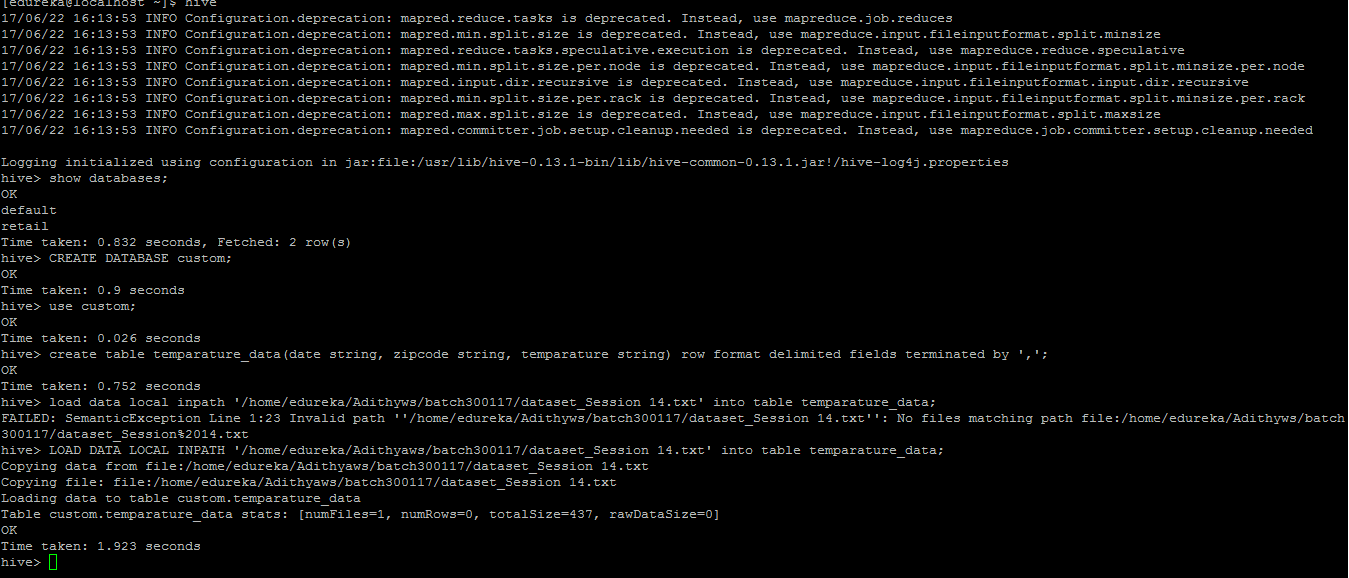 [edureka@localhost ~]$ hive
17/06/22 16:13:53 INFO Configuration.deprecation: mapred.reduce.tasks is deprecated. Instead, use mapreduce.job.reduces
17/06/22 16:13:53 INFO Configuration.deprecation: mapred.min.split.size is deprecated. Instead, use mapreduce.input.fileinputformat.split.minsize
17/06/22 16:13:53 INFO Configuration.deprecation: mapred.reduce.tasks.speculative.execution is deprecated. Instead, use mapreduce.reduce.speculative
17/06/22 16:13:53 INFO Configuration.deprecation: mapred.min.split.size.per.node is deprecated. Instead, use mapreduce.input.fileinputformat.split.minsize.per.node
17/06/22 16:13:53 INFO Configuration.deprecation: mapred.input.dir.recursive is deprecated. Instead, use mapreduce.input.fileinputformat.input.dir.recursive
17/06/22 16:13:53 INFO Configuration.deprecation: mapred.min.split.size.per.rack is deprecated. Instead, use mapreduce.input.fileinputformat.split.minsize.per.rack
17/06/22 16:13:53 INFO Configuration.deprecation: mapred.max.split.size is deprecated. Instead, use mapreduce.input.fileinputformat.split.maxsize
17/06/22 16:13:53 INFO Configuration.deprecation: mapred.committer.job.setup.cleanup.needed is deprecated. Instead, use mapreduce.job.committer.setup.cleanup.needed
Logging initialized using configuration in jar:file:/usr/lib/hive-0.13.1-bin/lib/hive-common-0.13.1.jar!/hive-log4j.properties
hive> show databases;
OK
default
retail
Time taken: 0.832 seconds, Fetched: 2 row(s)
hive> CREATE DATABASE custom;
OK
Time taken: 0.9 seconds
hive> use custom;
OK
Time taken: 0.026 seconds
hive> create table temparature_data(date string, zipcode string, temparature string) row format delimited fields terminated by ',';
OK
Time taken: 0.752 seconds
hive> load data local inpath '/home/edureka/Adithyws/batch300117/dataset_Session 14.txt' into table temparature_data;
FAILED: SemanticException Line 1:23 Invalid path ''/home/edureka/Adithyws/batch300117/dataset_Session 14.txt'': No files matching path file:/home/edureka/Adithyws/batch
300117/dataset_Session%2014.txt
hive> LOAD DATA LOCAL INPATH '/home/edureka/Adithyaws/batch300117/dataset_Session 14.txt' into table temparature_data;
Copying data from file:/home/edureka/Adithyaws/batch300117/dataset_Session 14.txt
Copying file: file:/home/edureka/Adithyaws/batch300117/dataset_Session 14.txt
Loading data to table custom.temparature_data
Table custom.temparature_data stats: [numFiles=1, numRows=0, totalSize=437, rawDataSize=0]
OK
Time taken: 1.923 seconds
hive>